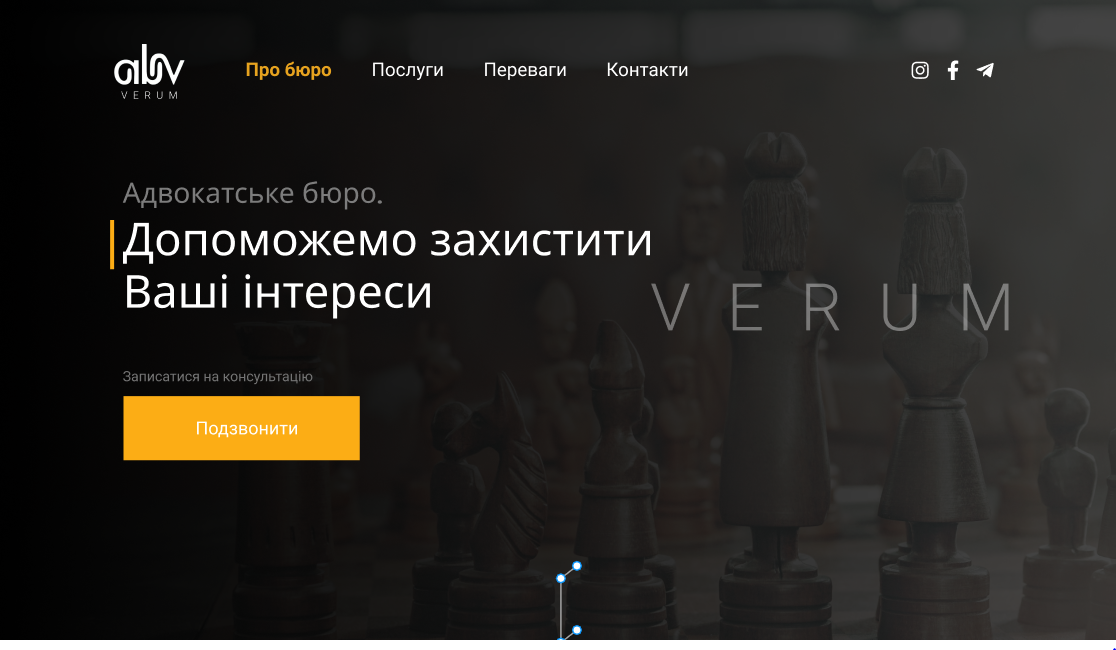 abv
VERUM
Про бюро
Послуги
Переваги
Контакти
Адвокатське бюро.
Допоможемо захистити
Ваші інтереси
VERUM
Записатися на консультацію
Подзвонити